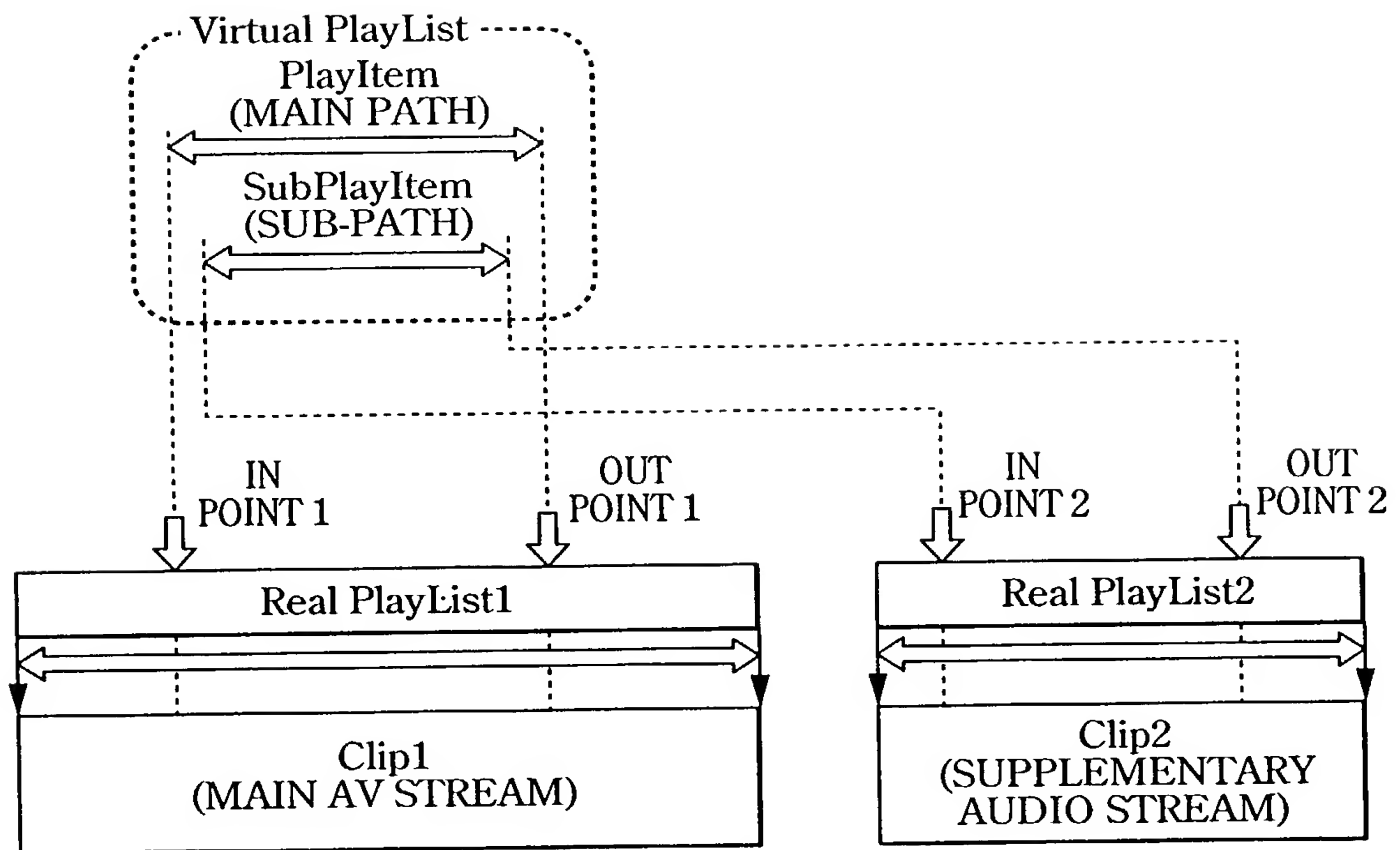 Virtual PlayList
PlayItem
(MAIN PATH)
SubPlayItem
(SUB-PATH)
IN
POINT 1
OUT
POINT 1
IN
POINT 2
OUT
POINT 2
Real PlayList1
Real PlayList2
Clip1
(MAIN AV STREAM)
Clip2
(SUPPLEMENTARY
AUDIO STREAM)